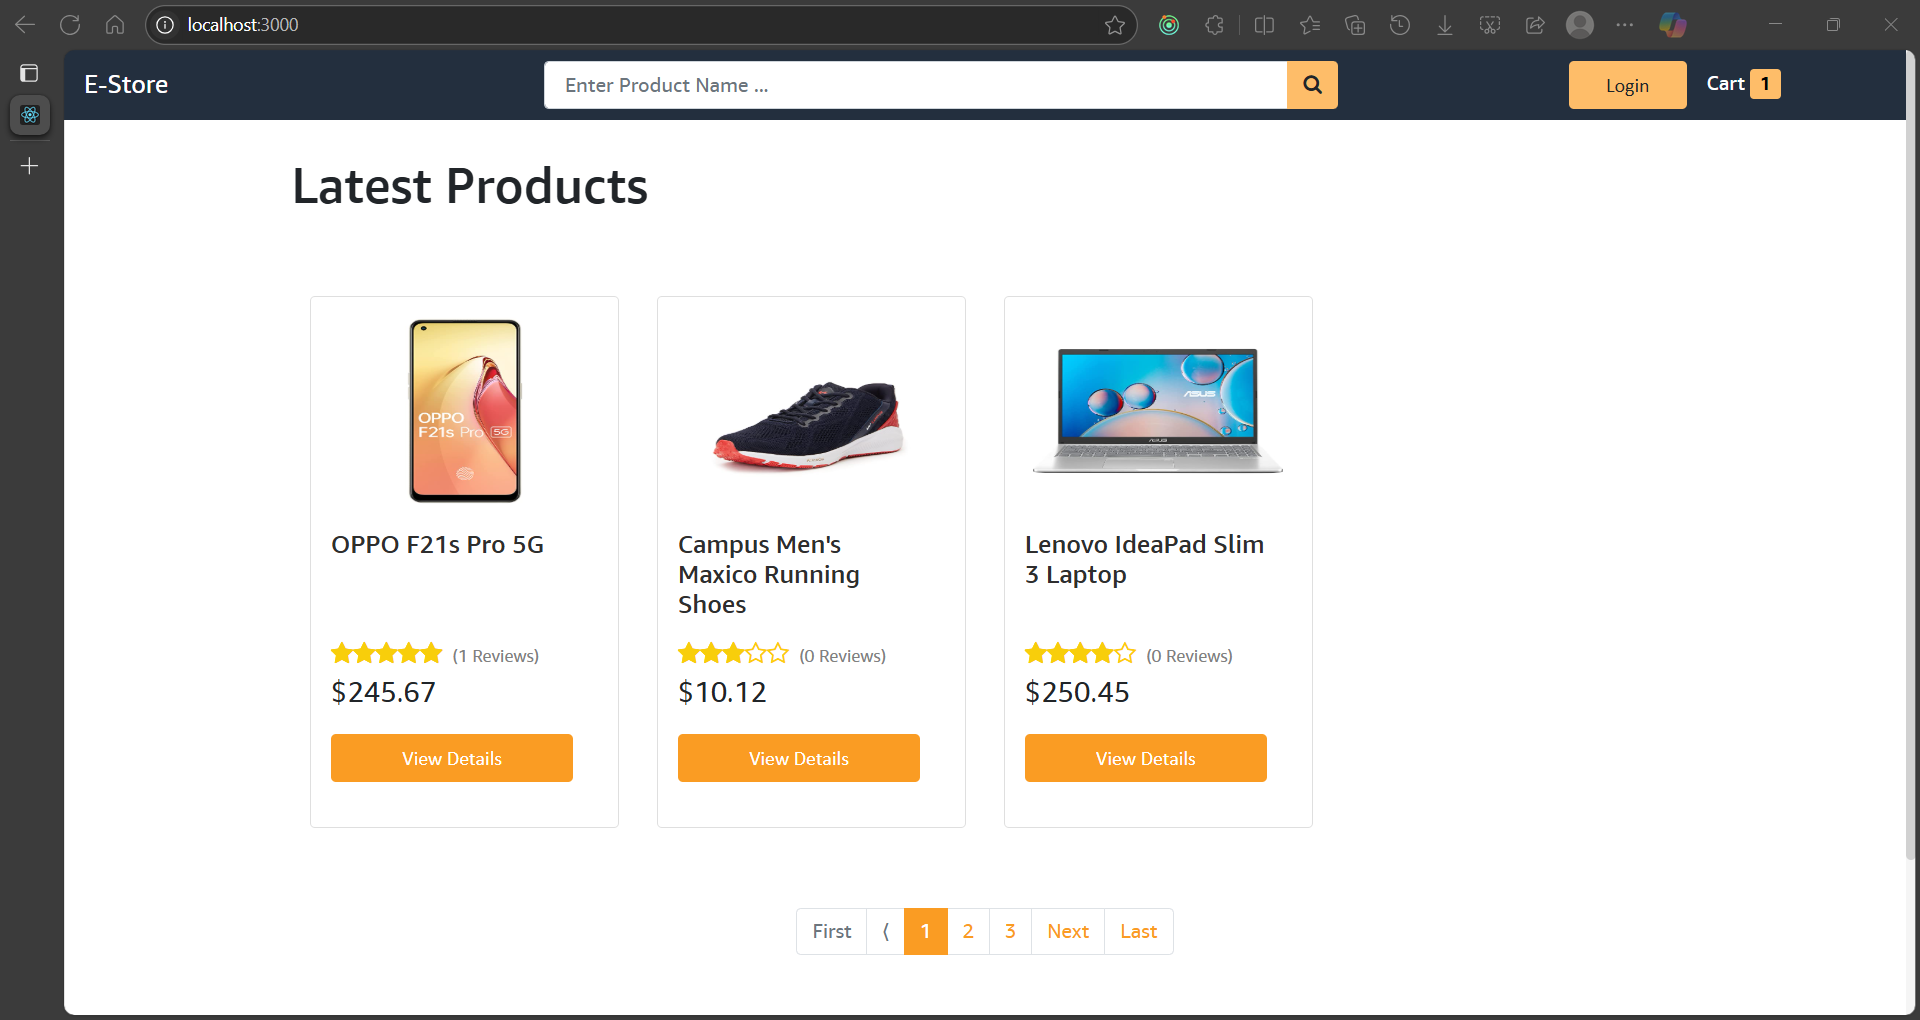 localhost:3000
E-Store
Enter Product Name ...
Login
Cart 1
Latest Products
OPPO
F21s Pro 5G
ASUS
ASUS
OPPO F21s Pro 5G
(1 Reviews)
$245.67
View Details
Campus Men's
Maxico Running
Shoes
(0 Reviews)
$10.12
View Details
Lenovo IdeaPad Slim
3 Laptop
(0 Reviews)
$250.45
View Details
First ⟨ 1 2 3 Next Last